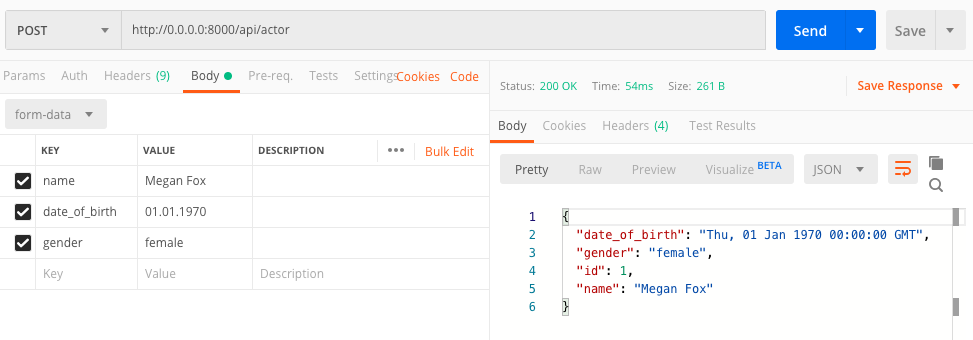 POST http://0.0.0.0:8000/api/actor Send Save
Params Auth Headers (9) Body Pre-req. Tests Settings Cookies Code
form-data
KEY VALUE DESCRIPTION ••• Bulk Edit
name Megan Fox
date_of_birth 01.01.1970
gender female
Key Value Description
Status: 200 OK Time: 54ms Size: 261 B Save Response
Body Cookies Headers (4) Test Results
Pretty Raw Preview Visualize BETA JSON
1 {
2 "date_of_birth": "Thu, 01 Jan 1970 00:00:00 GMT",
3 "gender": "female",
4 "id": 1,
5 "name": "Megan Fox"
6 }